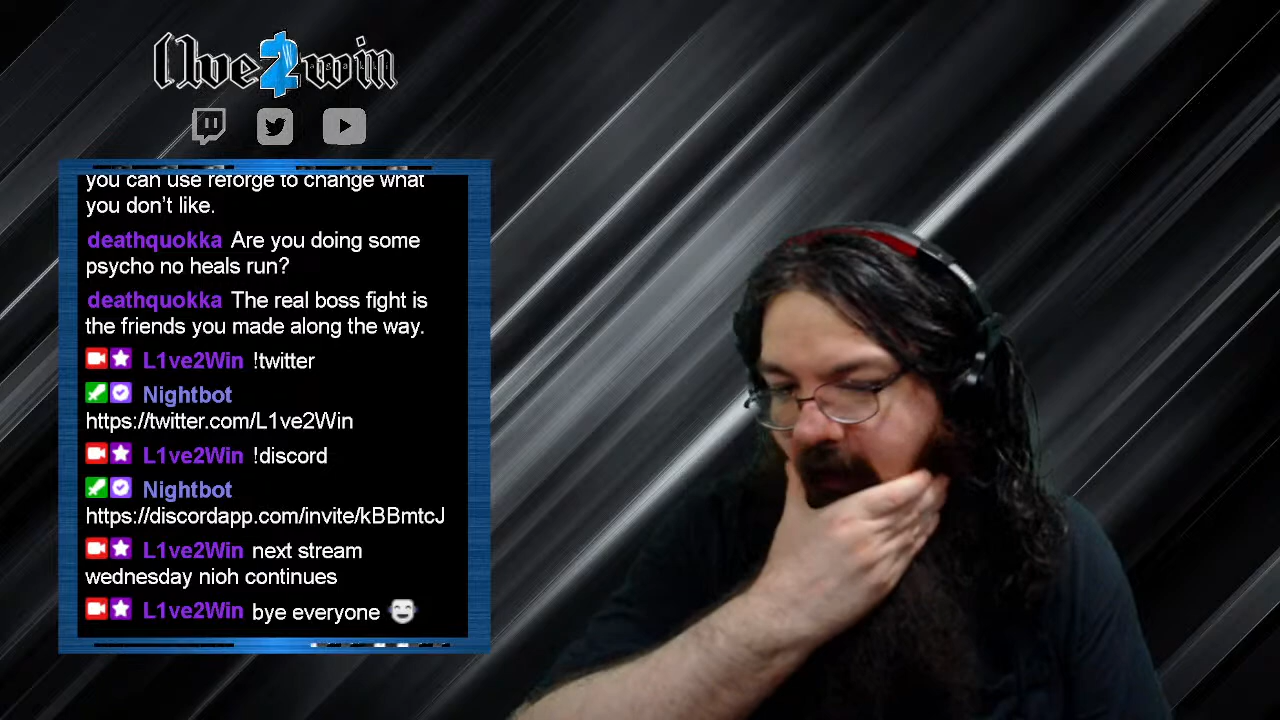 l1ve2win
you can use reforge to change what
you don't like.
deathquokka Are you doing some
psycho no heals run?
deathquokka The real boss fight is
the friends you made along the way.
L1ve2Win !twitter
Nightbot
https://twitter.com/L1ve2Win
L1ve2Win !discord
Nightbot
https://discordapp.com/invite/kBBmtcJ
L1ve2Win next stream
wednesday nioh continues
L1ve2Win bye everyone